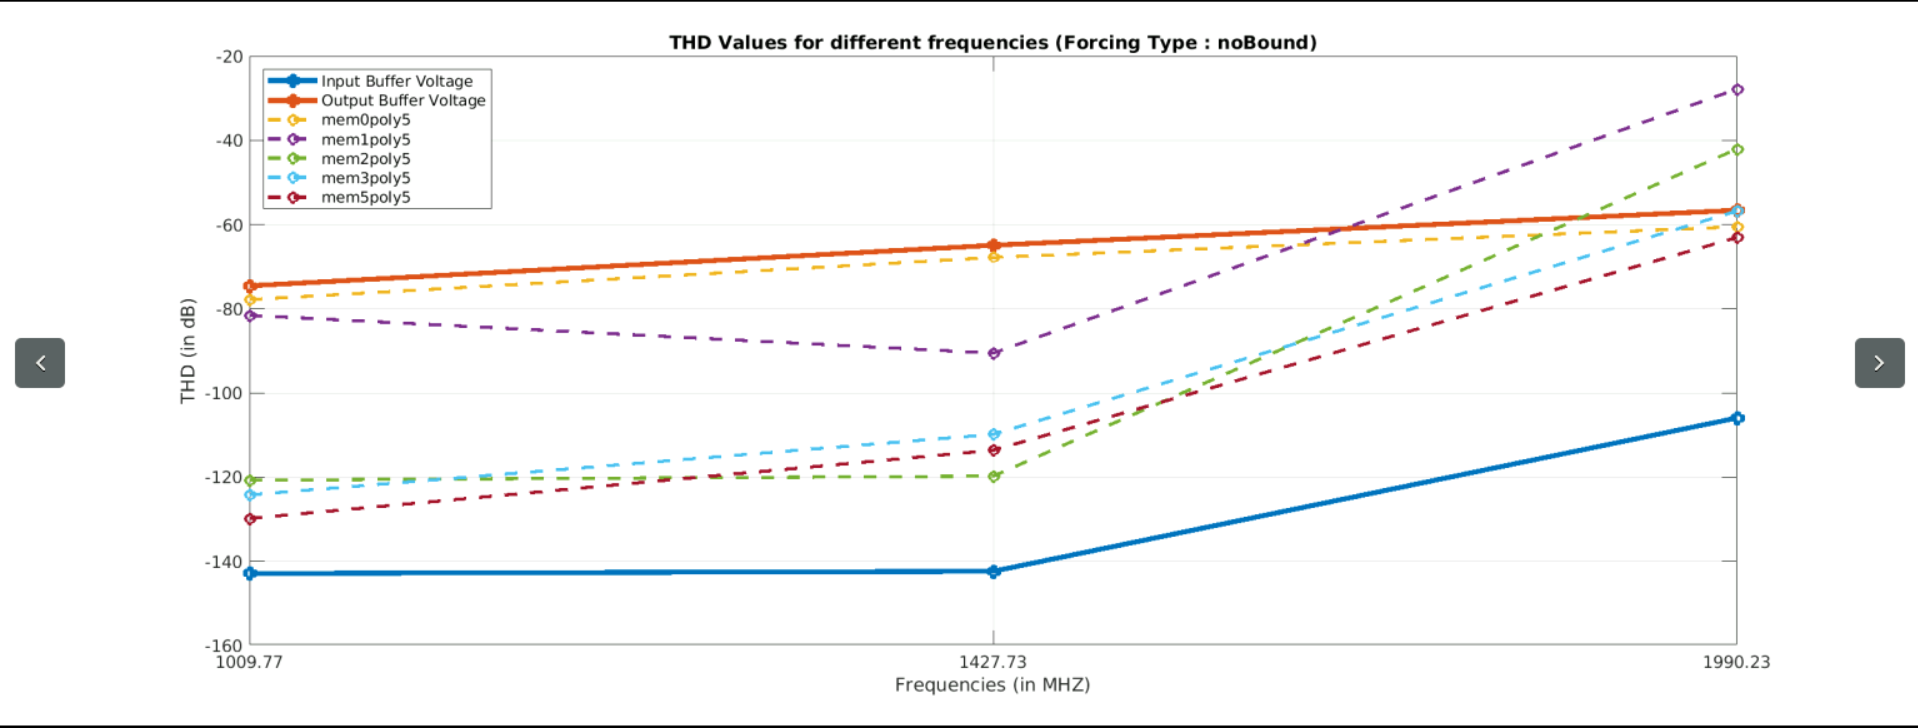 THD Values for different frequencies (Forcing Type : noBound)
Input Buffer Voltage
Output Buffer Voltage
mem0poly5
mem1poly5
mem2poly5
mem3poly5
mem5poly5
THD (in dB)
-20
-40
-60
-80
-100
-120
-140
-160
1009.77 1427.73 1990.23
Frequencies (in MHZ)